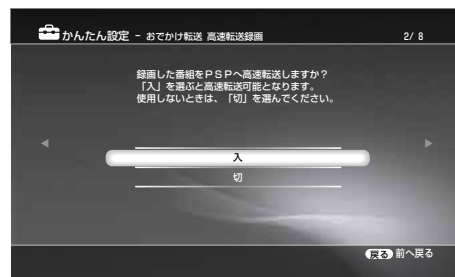 かんたん設定 - おでかけ転送 高速転送録画 2/ 8
録画した番組をPSPへ高速転送しますか？
「入」を選ぶと高速転送可能となります。
使用しないときは、「切」を選んでください。
入
切
戻る 前へ戻る